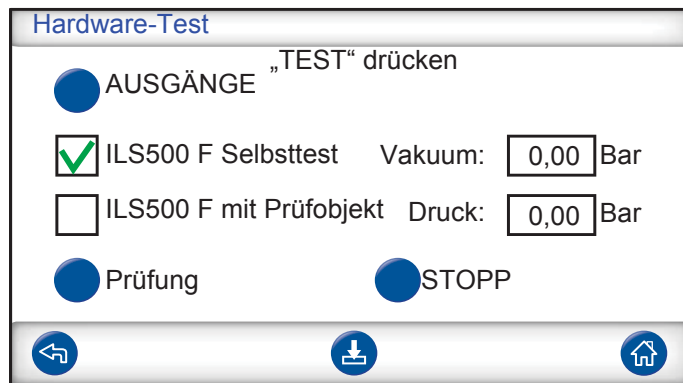 Hardware-Test
„TEST“ drücken
AUSGÄNGE
ILS500 F Selbsttest Vakuum: 0,00 Bar
ILS500 F mit Prüfobjekt Druck: 0,00 Bar
Prüfung STOPP